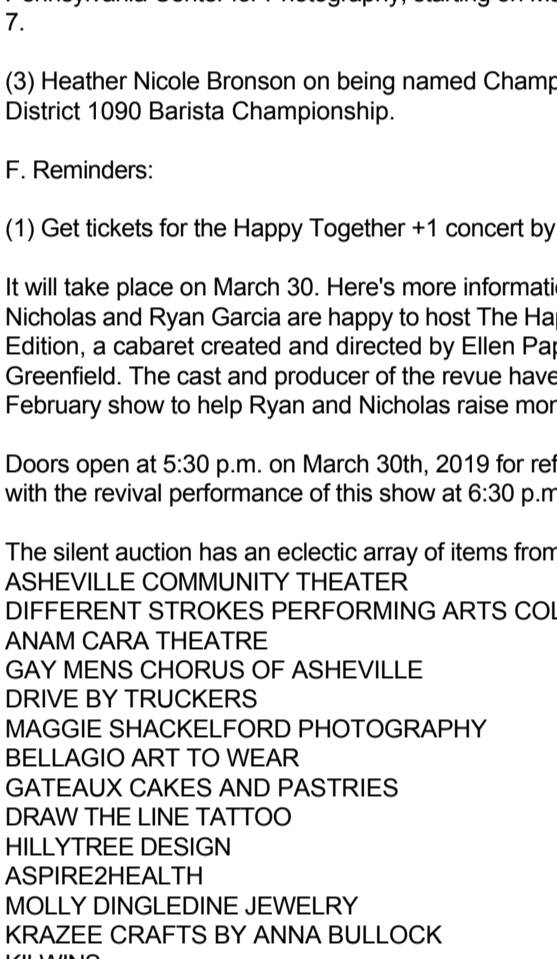 7.
(3) Heather Nicole Bronson on being named Champ
District 1090 Barista Championship.
F. Reminders:
(1) Get tickets for the Happy Together +1 concert by
It will take place on March 30. Here's more informati
Nicholas and Ryan Garcia are happy to host The Ha
Edition, a cabaret created and directed by Ellen Pap
Greenfield. The cast and producer of the revue have
February show to help Ryan and Nicholas raise mor
Doors open at 5:30 p.m. on March 30th, 2019 for ref
with the revival performance of this show at 6:30 p.m
The silent auction has an eclectic array of items from
ASHEVILLE COMMUNITY THEATER
DIFFERENT STROKES PERFORMING ARTS COL
ANAM CARA THEATRE
GAY MENS CHORUS OF ASHEVILLE
DRIVE BY TRUCKERS
MAGGIE SHACKELFORD PHOTOGRAPHY
BELLAGIO ART TO WEAR
GATEAUX CAKES AND PASTRIES
DRAW THE LINE TATTOO
HILLYTREE DESIGN
ASPIRE2HEALTH
MOLLY DINGLEDINE JEWELRY
KRAZEE CRAFTS BY ANNA BULLOCK